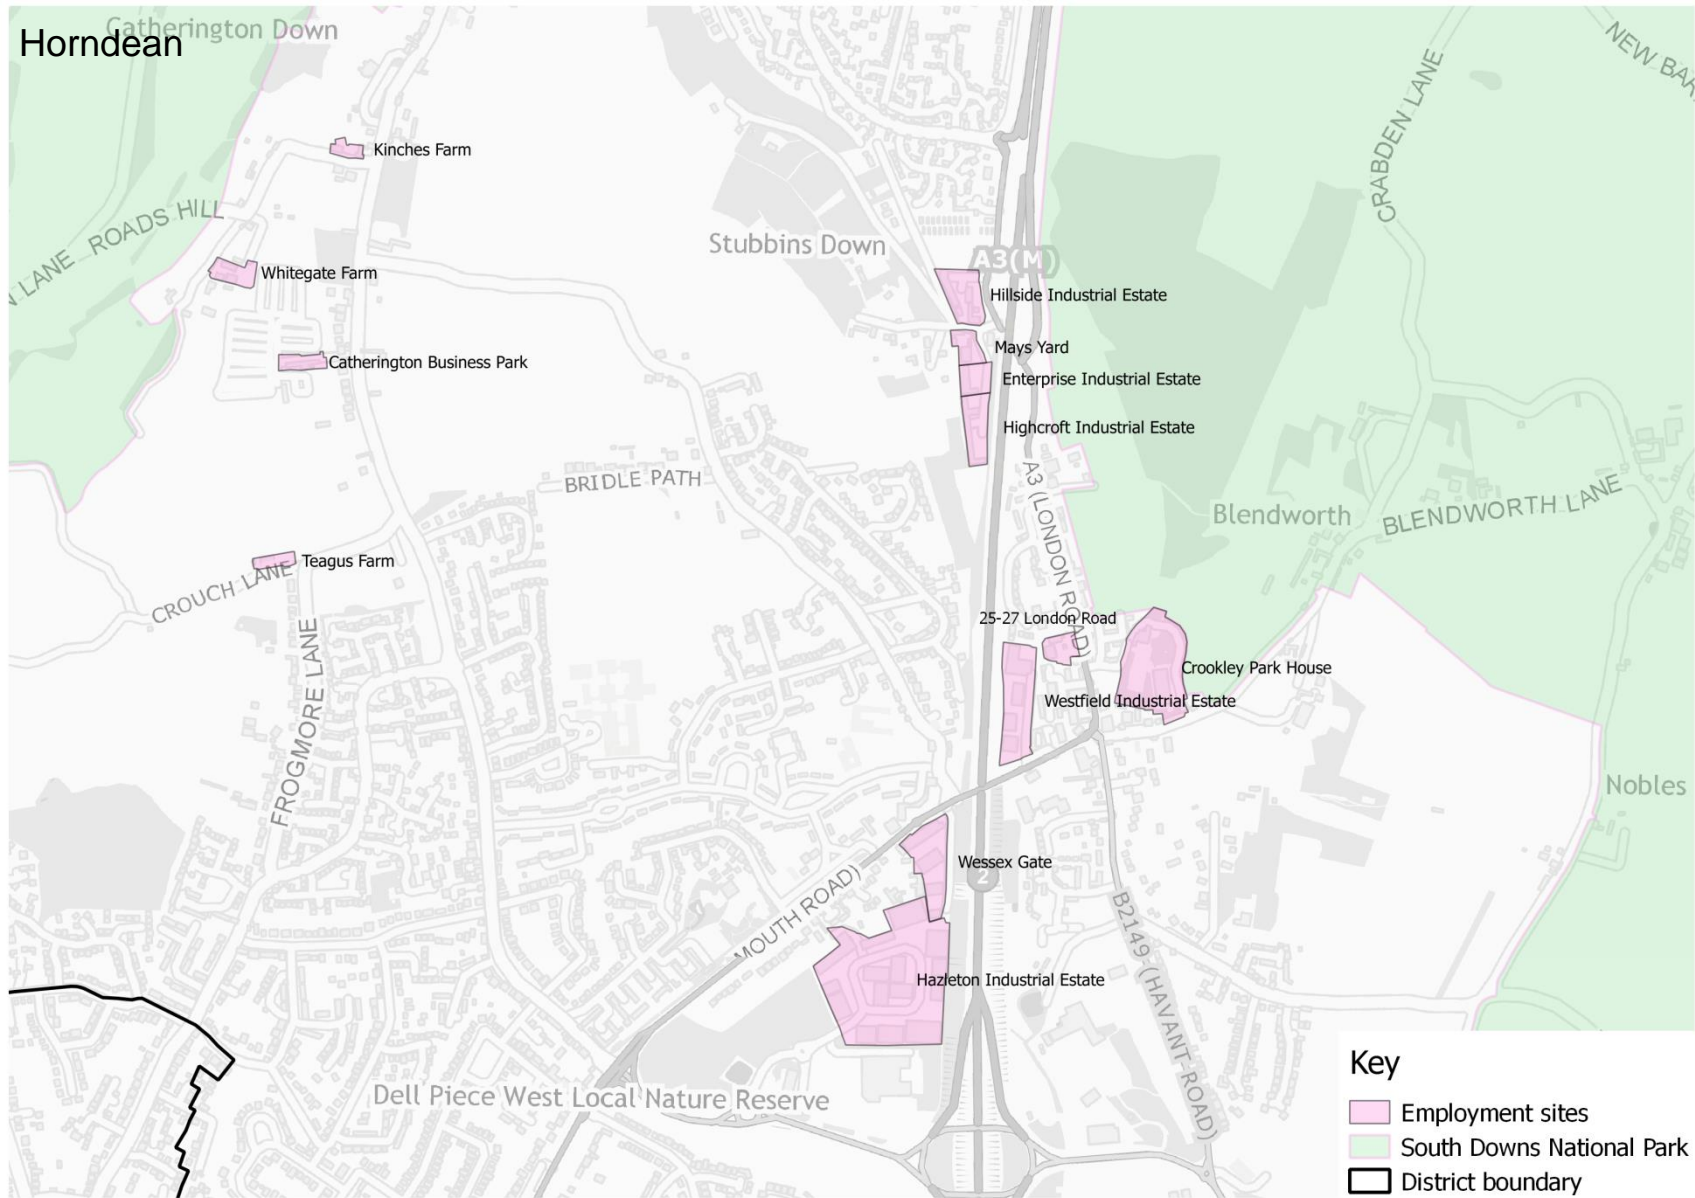 Catherington Down
Horndean
NEW BA
CRABDEN LANE
Kinches Farm
LANE ROADS HILL
Stubbins Down
A3(M)
Whitegate Farm
Hillside Industrial Estate
Mays Yard
Catherington Business Park
Enterprise Industrial Estate
Highcroft Industrial Estate
BRIDLE PATH
A3 (LONDON ROAD)
Blendworth
BLENDWORTH LANE
Teagus Farm
CROUCH LANE
25-27 London Road
FROGMORE LANE
Crookley Park House
Westfield Industrial Estate
Nobles
Wessex Gate
2
MOUTH ROAD)
B2149 (HAVANT ROAD)
Hazleton Industrial Estate
Dell Piece West Local Nature Reserve
Key
Employment sites
South Downs National Park
District boundary